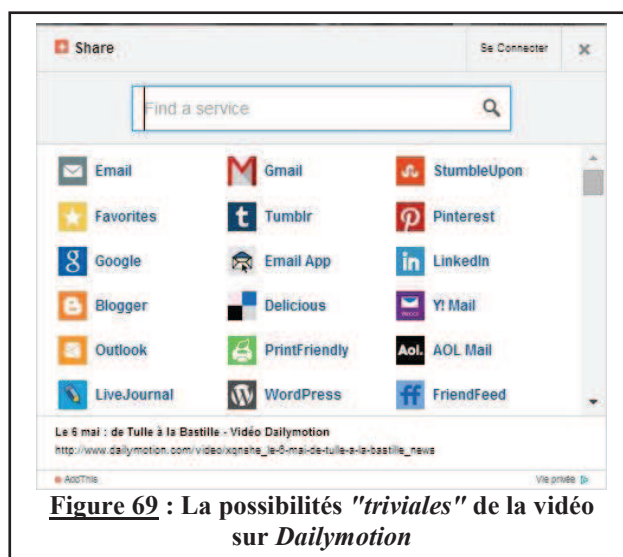 Share
Se Connecter
Find a service
Email Gmail StumbleUpon
Favorites Tumblr Pinterest
Google Email App LinkedIn
Blogger Delicious Y! Mail
Outlook PrintFriendly Aol. AOL Mail
LiveJournal WordPress FriendFeed
Le 6 mai : de Tulle à la Bastille - Vidéo Dailymotion
http://www.dailymotion.com/video/xqnshe_le-6-mai-de-tulle-a-la-bastille_news
AddThis Vie privée
Figure 69 : La possibilités "triviales" de la vidéo
sur Dailymotion